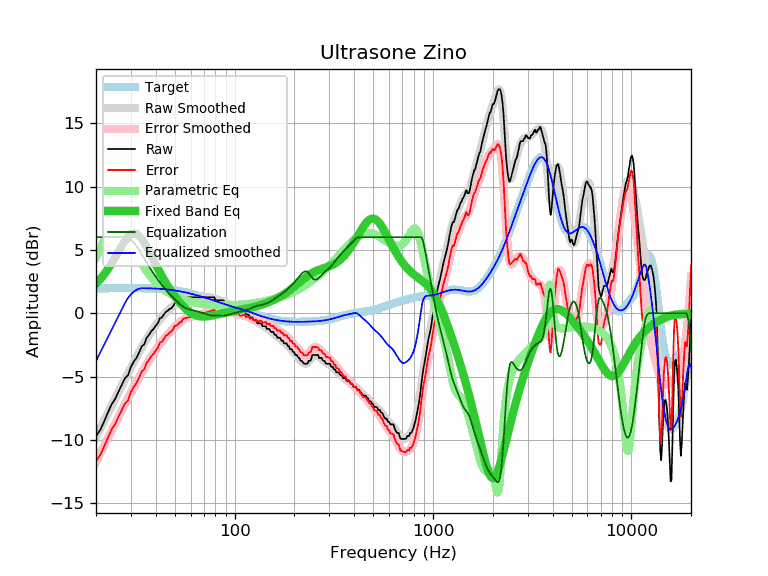 Ultrasone Zino
Target
Raw Smoothed
Error Smoothed
Raw
Error
Parametric Eq
Fixed Band Eq
Equalization
Equalized smoothed
15
10
5
0
−5
−10
−15
Amplitude (dBr)
100
1000
10000
Frequency (Hz)